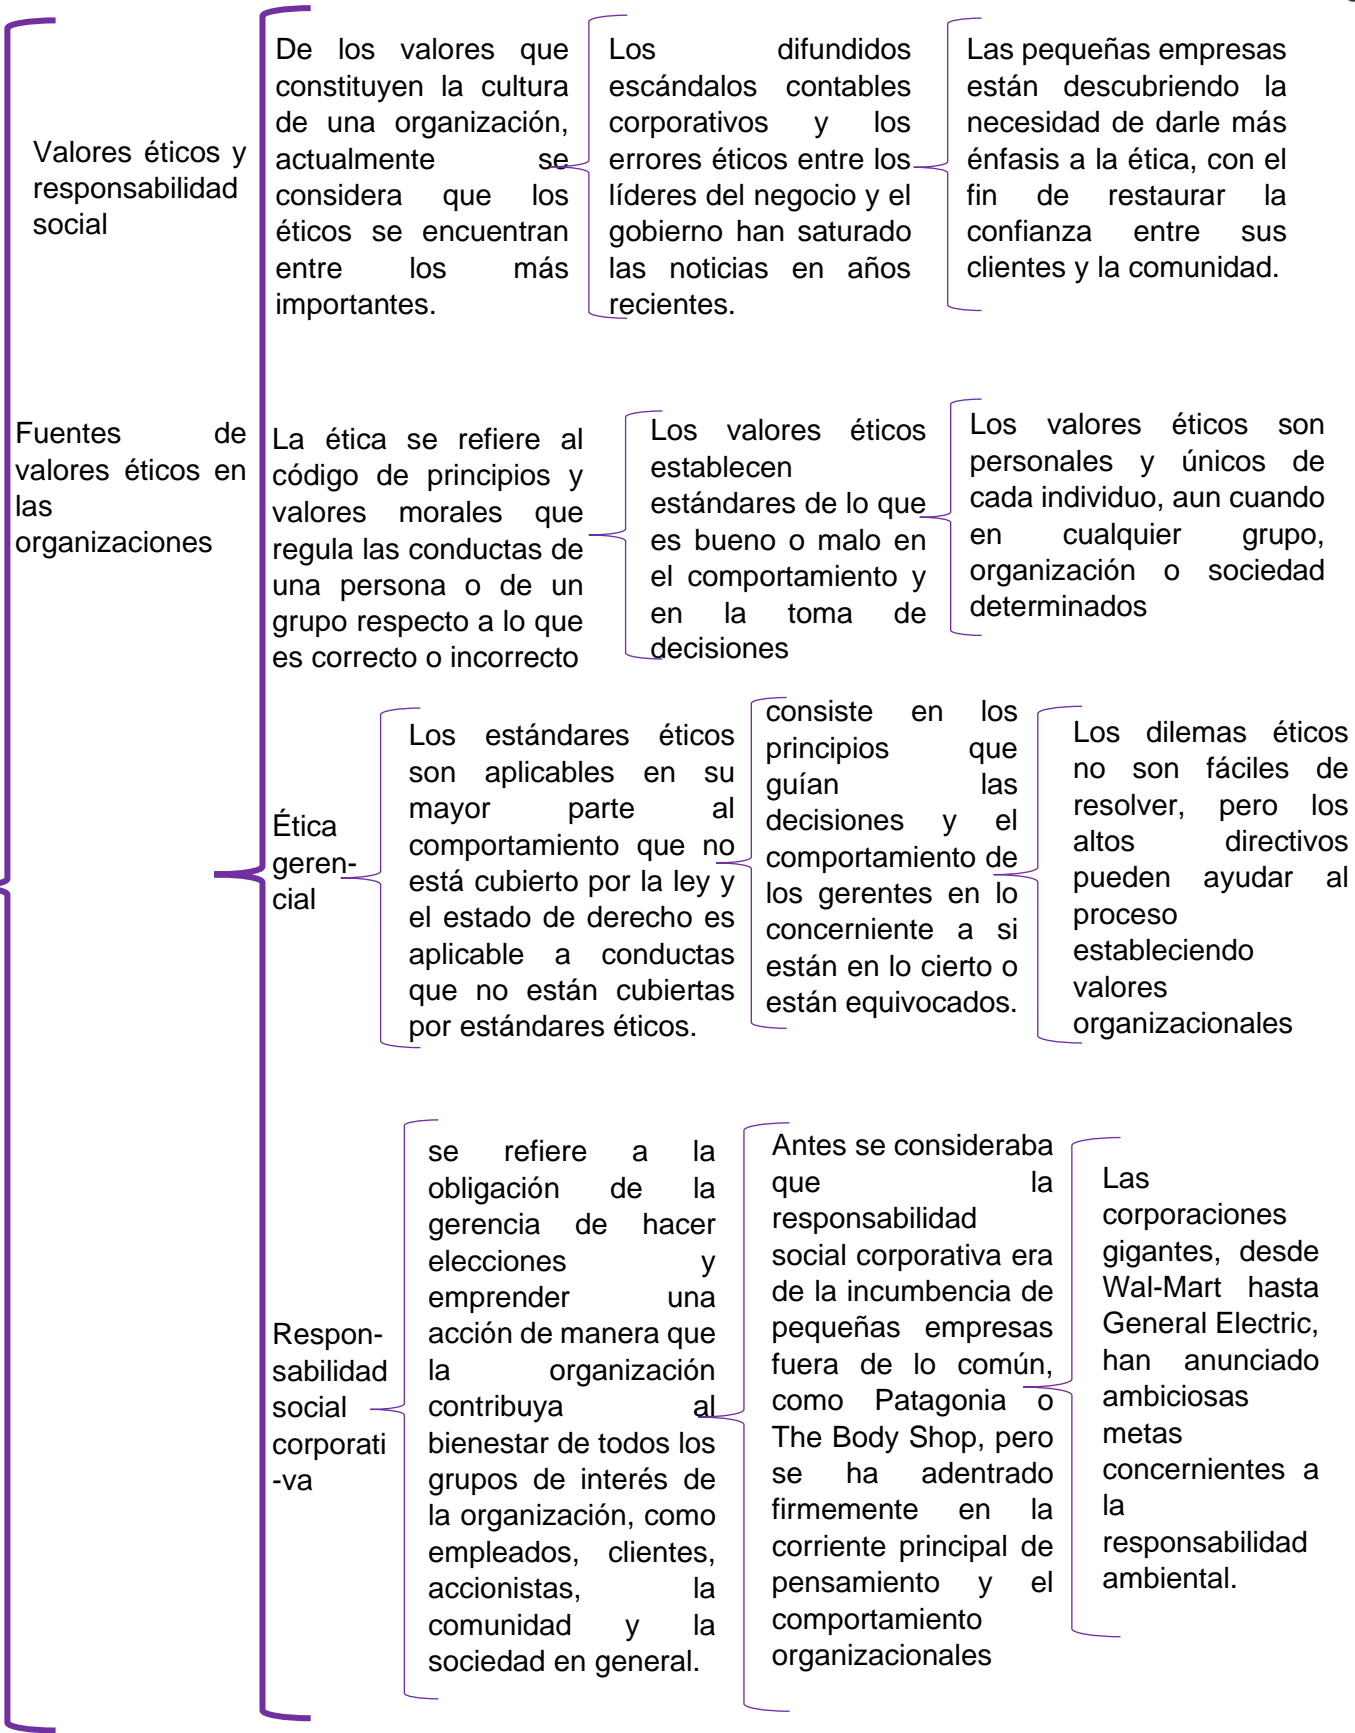 Valores éticos y
responsabilidad
social
De los valores que
constituyen la cultura
de una organización,
actualmente se
considera que los
éticos se encuentran
entre los más
importantes.
Los difundidos
escándalos contables
corporativos y los
errores éticos entre los
líderes del negocio y el
gobierno han saturado
las noticias en años
recientes.
Las pequeñas empresas
están descubriendo la
necesidad de darle más
énfasis a la ética, con el
fin de restaurar la
confianza entre sus
clientes y la comunidad.
Fuentes de
valores éticos en
las
organizaciones
La ética se refiere al
código de principios y
valores morales que
regula las conductas de
una persona o de un
grupo respecto a lo que
es correcto o incorrecto
Los valores éticos
establecen
estándares de lo que
es bueno o malo en
el comportamiento y
en la toma de
decisiones
Los valores éticos son
personales y únicos de
cada individuo, aun cuando
en cualquier grupo,
organización o sociedad
determinados
Ética
geren-
cial
Los estándares éticos
son aplicables en su
mayor parte al
comportamiento que no
está cubierto por la ley y
el estado de derecho es
aplicable a conductas
que no están cubiertas
por estándares éticos.
consiste en los
principios que
guían las
decisiones y el
comportamiento de
los gerentes en lo
concerniente a si
están en lo cierto o
están equivocados.
Los dilemas éticos
no son fáciles de
resolver, pero los
altos directivos
pueden ayudar al
proceso
estableciendo
valores
organizacionales
Respon-
sabilidad
social
corporati
-va
se refiere a la
obligación de la
gerencia de hacer
elecciones y
emprender una
acción de manera que
la organización
contribuya al
bienestar de todos los
grupos de interés de
la organización, como
empleados, clientes,
accionistas, la
comunidad y la
sociedad en general.
Antes se consideraba
que la
responsabilidad
social corporativa era
de la incumbencia de
pequeñas empresas
fuera de lo común,
como Patagonia o
The Body Shop, pero
se ha adentrado
firmemente en la
corriente principal de
pensamiento y el
comportamiento
organizacionales
Las
corporaciones
gigantes, desde
Wal-Mart hasta
General Electric,
han anunciado
ambiciosas
metas
concernientes a
la
responsabilidad
ambiental.